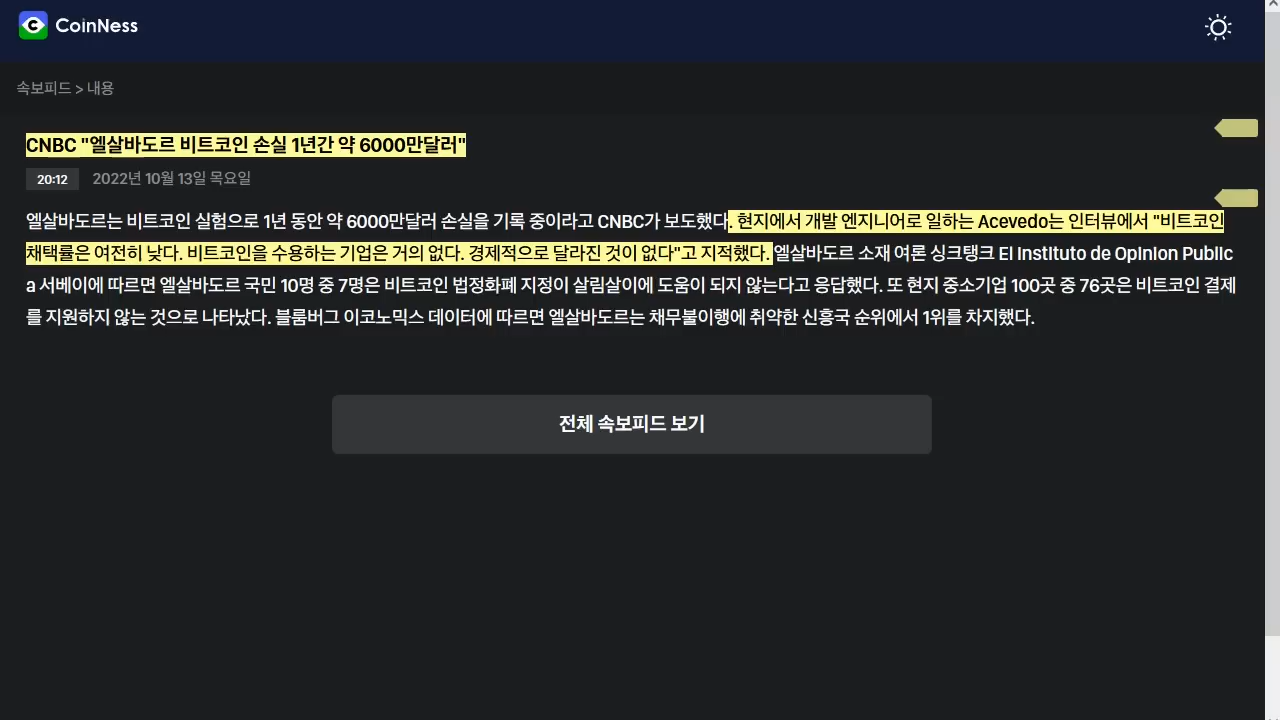 CoinNess
속보피드 > 내용
CNBC "엘살바도르 비트코인 손실 1년간 약 6000만달러"
20:12 2022년 10월 13일 목요일
엘살바도르는 비트코인 실험으로 1년 동안 약 6000만달러 손실을 기록 중이라고 CNBC가 보도했다. 현지에서 개발 엔지니어로 일하는 Acevedo는 인터뷰에서 "비트코인
채택률은 여전히 낮다. 비트코인을 수용하는 기업은 거의 없다. 경제적으로 달라진 것이 없다"고 지적했다. 엘살바도르 소재 여론 싱크탱크 El Instituto de OpInIon PublIc
a 서베이에 따르면 엘살바도르 국민 10명 중 7명은 비트코인 법정화폐 지정이 살림살이에 도움이 되지 않는다고 응답했다. 또 현지 중소기업 100곳 중 76곳은 비트코인 결제
를 지원하지 않는 것으로 나타났다. 블룸버그 이코노믹스 데이터에 따르면 엘살바도르는 채무불이행에 취약한 신흥국 순위에서 1위를 차지했다.
전체 속보피드 보기